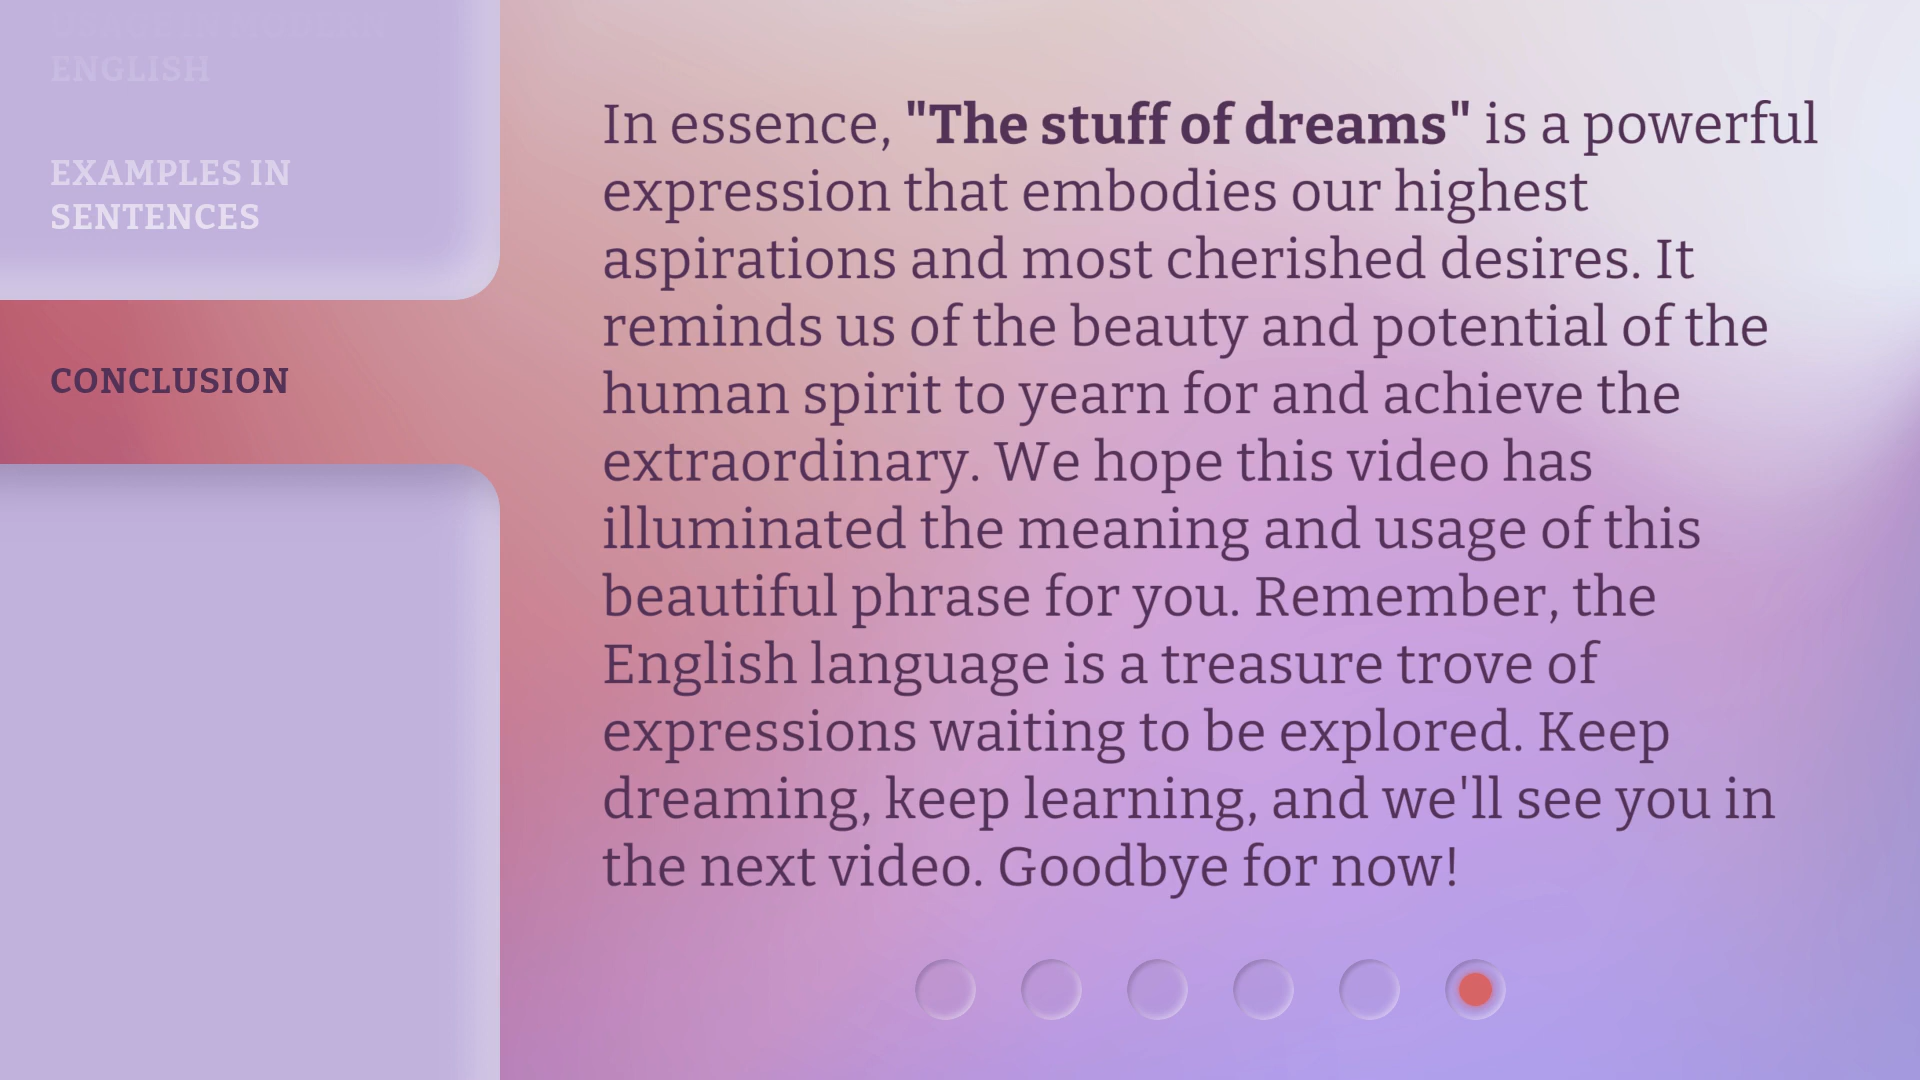 USAGE IN MODERN
ENGLISH
EXAMPLES IN
SENTENCES
CONCLUSION
In essence, "The stuff of dreams" is a powerful
expression that embodies our highest
aspirations and most cherished desires. It
reminds us of the beauty and potential of the
human spirit to yearn for and achieve the
extraordinary. We hope this video has
illuminated the meaning and usage of this
beautiful phrase for you. Remember, the
English language is a treasure trove of
expressions waiting to be explored. Keep
dreaming, keep learning, and we'll see you in
the next video. Goodbye for now!